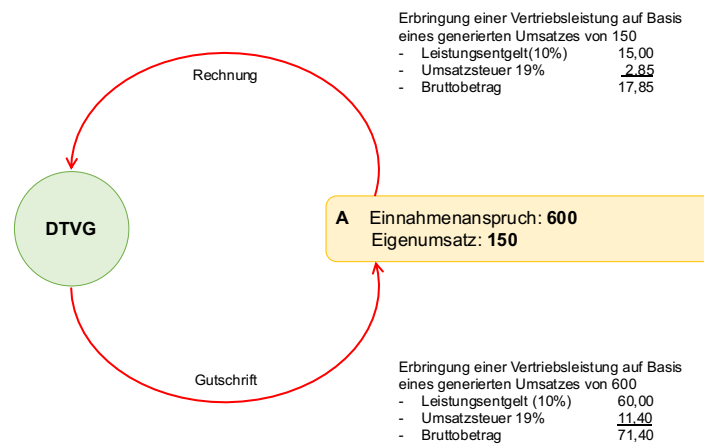 Erbringung einer Vertriebsleistung auf Basis
eines generierten Umsatzes von 150
- Leistungsentgelt(10%) 15,00
- Umsatzsteuer 19% 2,85
- Bruttobetrag 17,85
Rechnung
DTVG
A Einnahmenanspruch: 600
Eigenumsatz: 150
Gutschrift
Erbringung einer Vertriebsleistung auf Basis
eines generierten Umsatzes von 600
- Leistungsentgelt (10%) 60,00
- Umsatzsteuer 19% 11,40
- Bruttobetrag 71,40